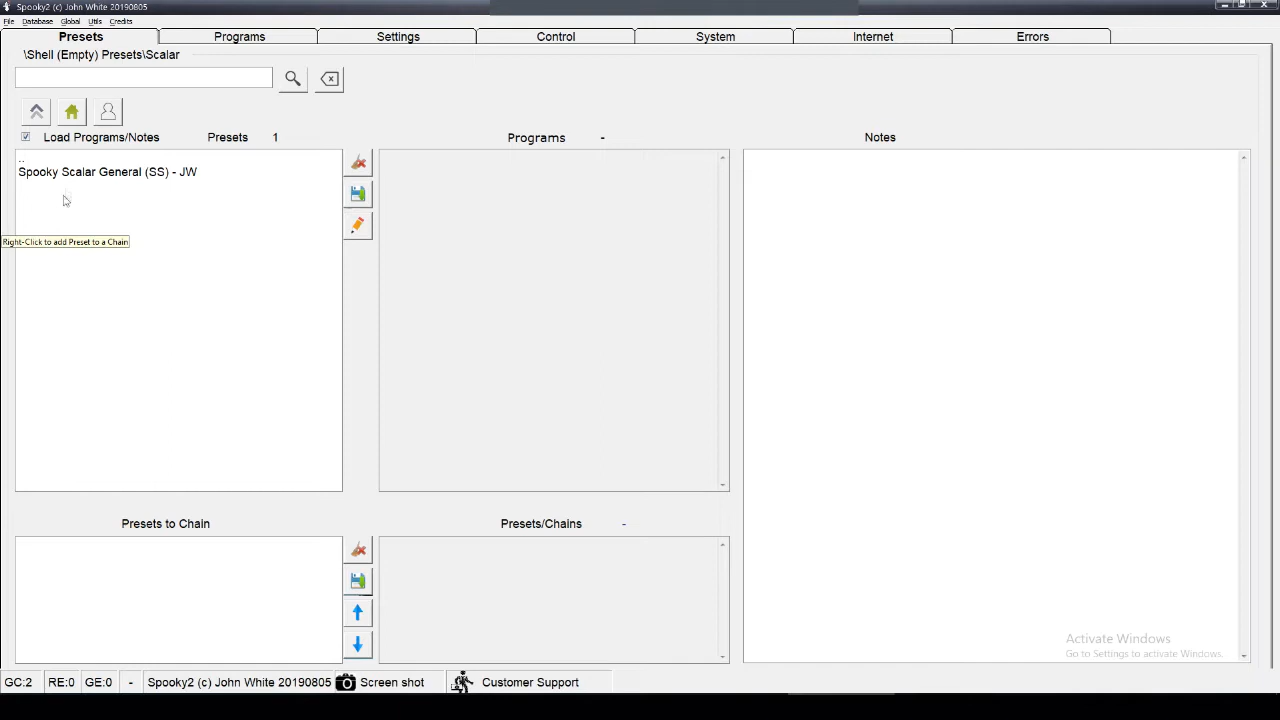 Spooky2 (c) John White 20190805
File Database Global Utils Credits
Presets Programs Settings Control System Internet Errors
\Shell (Empty) Presets\Scalar
Load Programs/Notes Presets 1 Programs - Notes
..
Spooky Scalar General (SS) - JW
Right-Click to add Preset to a Chain
Presets to Chain Presets/Chains -
Activate Windows
Go to Settings to activate Windows.
GC:2 RE:0 GE:0 - Spooky2 (c) John White 20190805 Screen shot Customer Support